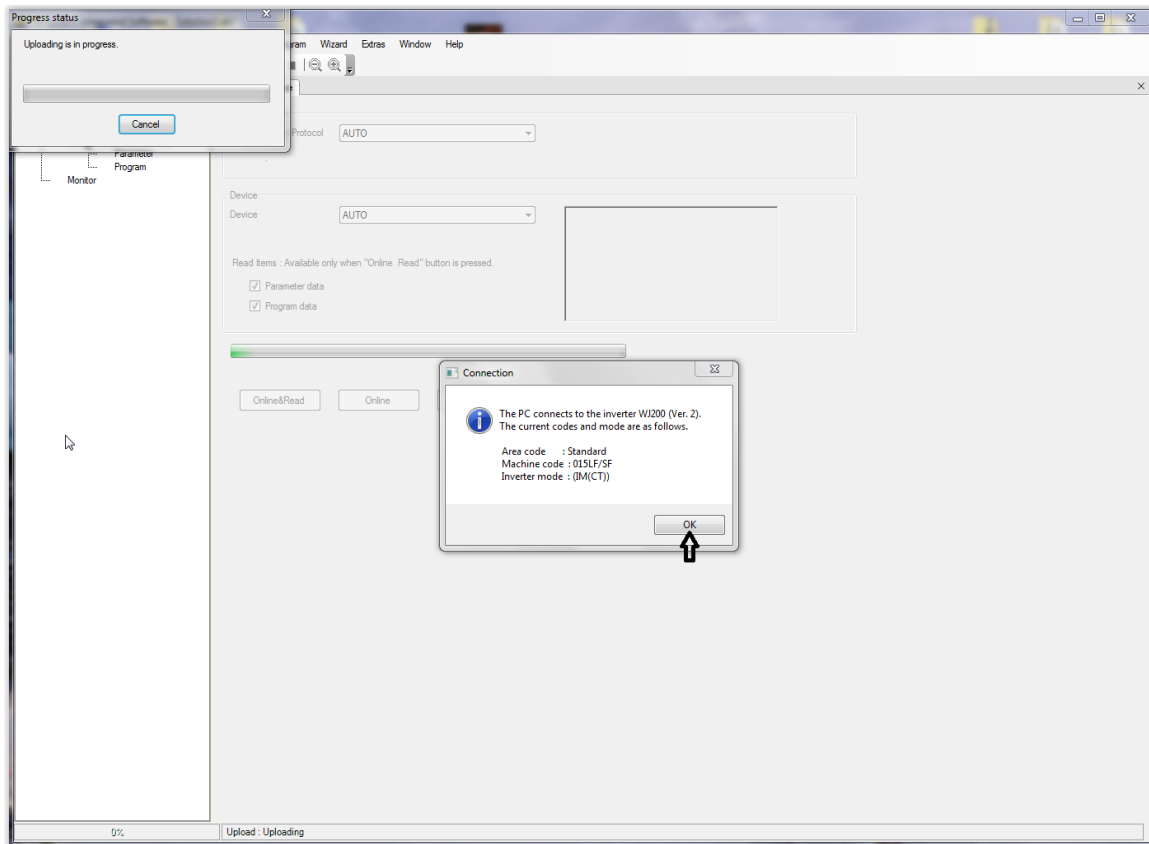 Progress status
Uploading is in progress.
Cancel
ram Wizard Extras Window Help
Protocol AUTO
Parameter
Program
Monitor
Device
Device AUTO
Read Items : Available only when "Online Read" button is pressed.
Parameter data
Program data
Online&Read Online
Connection
The PC connects to the inverter WJ200 (Ver. 2).
The current codes and mode are as follows.
Area code : Standard
Machine code : 015LF/SF
Inverter mode : (IM(CT))
OK
0% Upload : Uploading